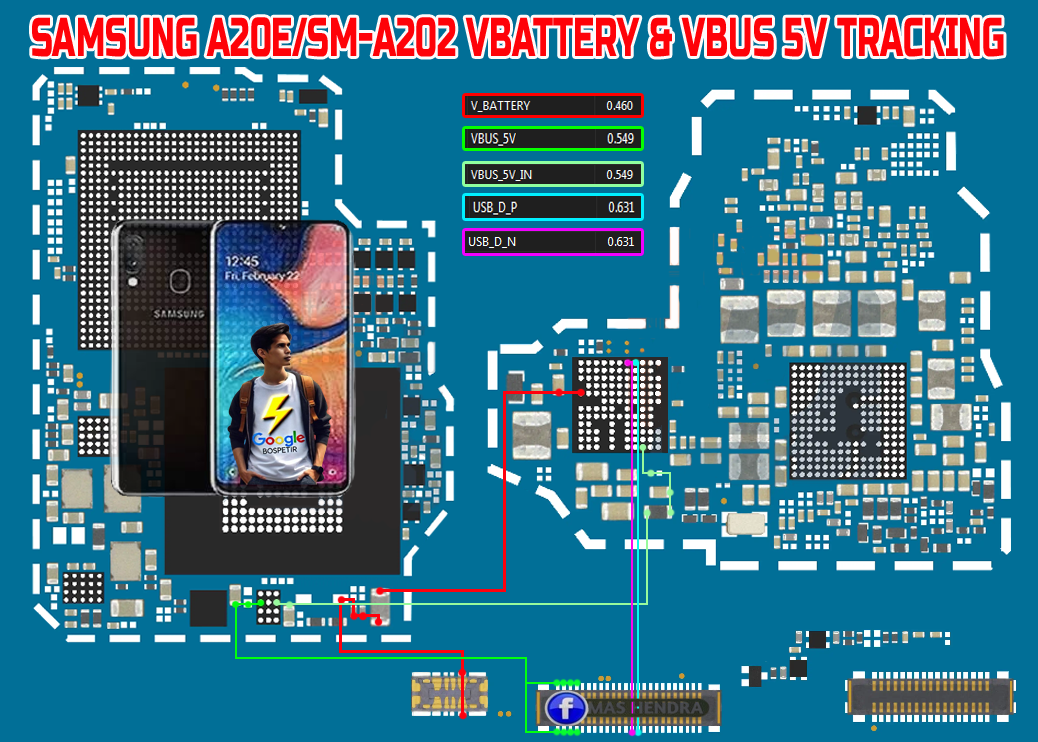 SAMSUNG A20E/SM-A202 VBATTERY & VBUS 5V TRACKING
V_BATTERY 0.460
VBUS_5V 0.549
VBUS_5V_IN 0.549
USB_D_P 0.631
USB_D_N 0.631
12:45
Fri, February 22
SAMSUNG
Google
BOSPETIR
f MAS HENDRA